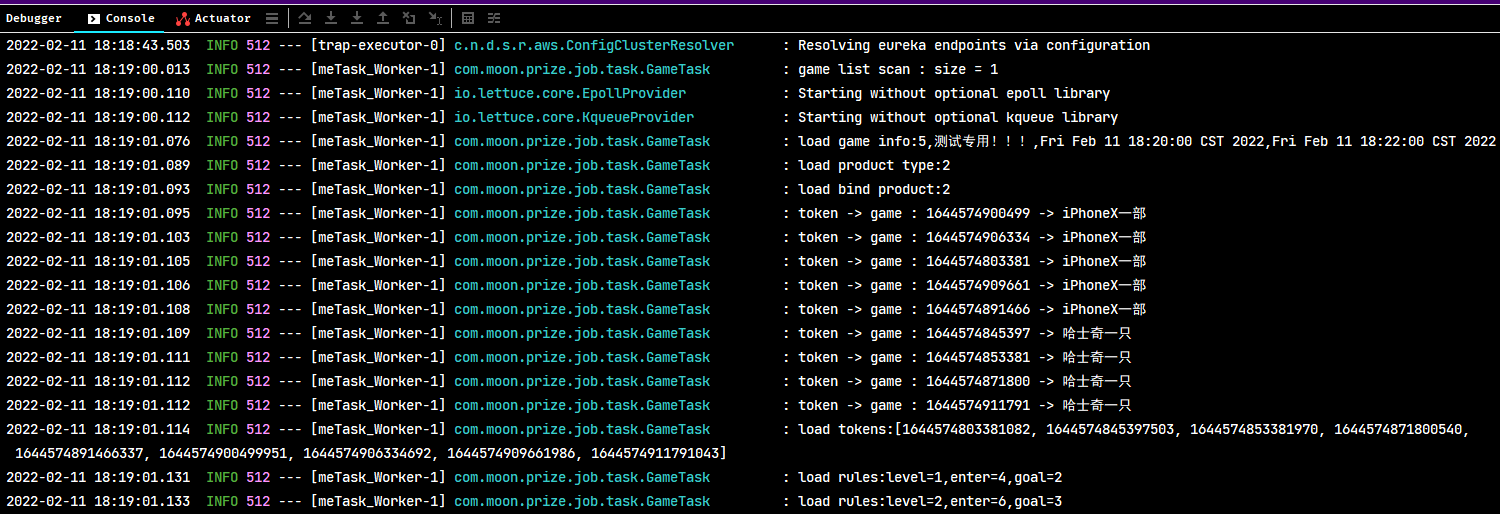 Debugger Console Actuator
2022-02-11 18:18:43.503 INFO 512 --- [trap-executor-0] c.n.d.s.r.aws.ConfigClusterResolver : Resolving eureka endpoints via configuration
2022-02-11 18:19:00.013 INFO 512 --- [meTask_Worker-1] com.moon.prize.job.task.GameTask : game list scan : size = 1
2022-02-11 18:19:00.110 INFO 512 --- [meTask_Worker-1] io.lettuce.core.EpollProvider : Starting without optional epoll library
2022-02-11 18:19:00.112 INFO 512 --- [meTask_Worker-1] io.lettuce.core.KqueueProvider : Starting without optional kqueue library
2022-02-11 18:19:01.076 INFO 512 --- [meTask_Worker-1] com.moon.prize.job.task.GameTask : load game info:5,测试专用！！！,Fri Feb 11 18:20:00 CST 2022,Fri Feb 11 18:22:00 CST 2022
2022-02-11 18:19:01.089 INFO 512 --- [meTask_Worker-1] com.moon.prize.job.task.GameTask : load product type:2
2022-02-11 18:19:01.093 INFO 512 --- [meTask_Worker-1] com.moon.prize.job.task.GameTask : load bind product:2
2022-02-11 18:19:01.095 INFO 512 --- [meTask_Worker-1] com.moon.prize.job.task.GameTask : token -> game : 1644574900499 -> iPhoneX一部
2022-02-11 18:19:01.103 INFO 512 --- [meTask_Worker-1] com.moon.prize.job.task.GameTask : token -> game : 1644574906334 -> iPhoneX一部
2022-02-11 18:19:01.105 INFO 512 --- [meTask_Worker-1] com.moon.prize.job.task.GameTask : token -> game : 1644574803381 -> iPhoneX一部
2022-02-11 18:19:01.106 INFO 512 --- [meTask_Worker-1] com.moon.prize.job.task.GameTask : token -> game : 1644574909661 -> iPhoneX一部
2022-02-11 18:19:01.108 INFO 512 --- [meTask_Worker-1] com.moon.prize.job.task.GameTask : token -> game : 1644574891466 -> iPhoneX一部
2022-02-11 18:19:01.109 INFO 512 --- [meTask_Worker-1] com.moon.prize.job.task.GameTask : token -> game : 1644574845397 -> 哈士奇一只
2022-02-11 18:19:01.111 INFO 512 --- [meTask_Worker-1] com.moon.prize.job.task.GameTask : token -> game : 1644574853381 -> 哈士奇一只
2022-02-11 18:19:01.112 INFO 512 --- [meTask_Worker-1] com.moon.prize.job.task.GameTask : token -> game : 1644574871800 -> 哈士奇一只
2022-02-11 18:19:01.112 INFO 512 --- [meTask_Worker-1] com.moon.prize.job.task.GameTask : token -> game : 1644574911791 -> 哈士奇一只
2022-02-11 18:19:01.114 INFO 512 --- [meTask_Worker-1] com.moon.prize.job.task.GameTask : load tokens:[1644574803381082, 1644574845397503, 1644574853381970, 1644574871800540,
1644574891466337, 1644574900499951, 1644574906334692, 1644574909661986, 1644574911791043]
2022-02-11 18:19:01.131 INFO 512 --- [meTask_Worker-1] com.moon.prize.job.task.GameTask : load rules:level=1,enter=4,goal=2
2022-02-11 18:19:01.133 INFO 512 --- [meTask_Worker-1] com.moon.prize.job.task.GameTask : load rules:level=2,enter=6,goal=3